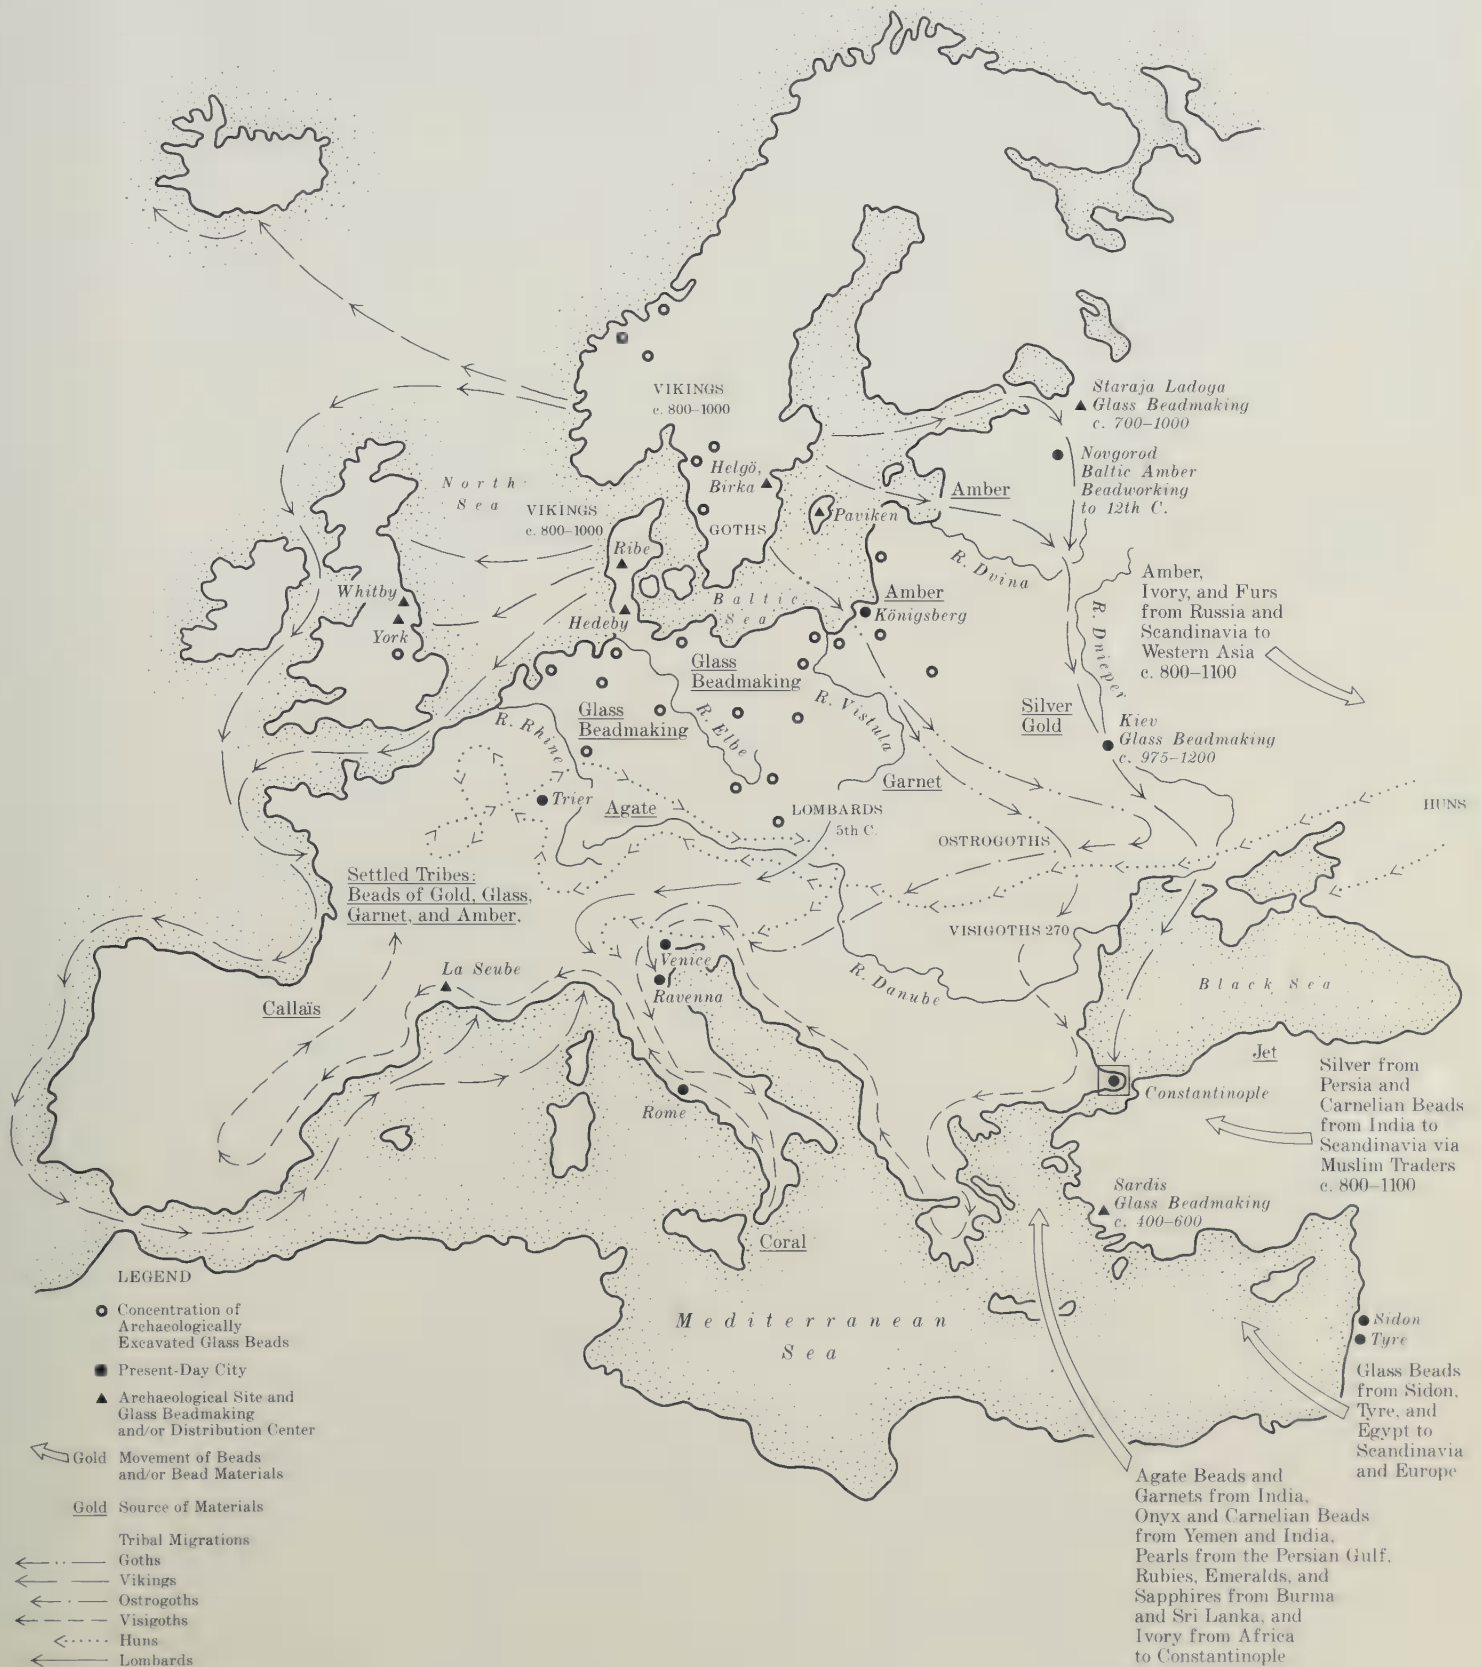 VIKINGS
c. 800–1000
Staraja Ladoga
Glass Beadmaking
c. 700–1000
Novgorod
Baltic Amber
Beadworking
to 12th C.
Helgö,
Birka
North
Sea
VIKINGS
c. 800–1000
GOTHS
Paviken
Amber
Ribe
R. Dvina
Amber,
Ivory, and Furs
from Russia and
Scandinavia to
Western Asia
c. 800–1100
Whitby
York
Hedeby
Baltic
Sea
Amber
Königsberg
R. Dnieper
Glass
Beadmaking
Glass
Beadmaking
R. Rhine
R. Elbe
R. Vistula
Silver
Gold
Kiev
Glass Beadmaking
c. 975–1200
Garnet
Trier
Agate
LOMBARDS
5th C.
HUNS
OSTROGOTHS
Settled Tribes:
Beads of Gold, Glass,
Garnet, and Amber,
VISIGOTHS 270
Venice
Ravenna
La Seube
R. Danube
Black Sea
Callaïs
Jet
Rome
Constantinople
Silver from
Persia and
Carnelian Beads
from India to
Scandinavia via
Muslim Traders
c. 800–1100
Sardis
Glass Beadmaking
c. 400–600
Coral
Mediterranean
Sea
Sidon
Tyre
Glass Beads
from Sidon,
Tyre, and
Egypt to
Scandinavia
and Europe
Agate Beads and
Garnets from India,
Onyx and Carnelian Beads
from Yemen and India,
Pearls from the Persian Gulf,
Rubies, Emeralds, and
Sapphires from Burma
and Sri Lanka, and
Ivory from Africa
to Constantinople
LEGEND
Concentration of
Archaeologically
Excavated Glass Beads
Present-Day City
Archaeological Site and
Glass Beadmaking
and/or Distribution Center
Gold Movement of Beads
and/or Bead Materials
Gold Source of Materials
Tribal Migrations
Goths
Vikings
Ostrogoths
Visigoths
Huns
Lombards